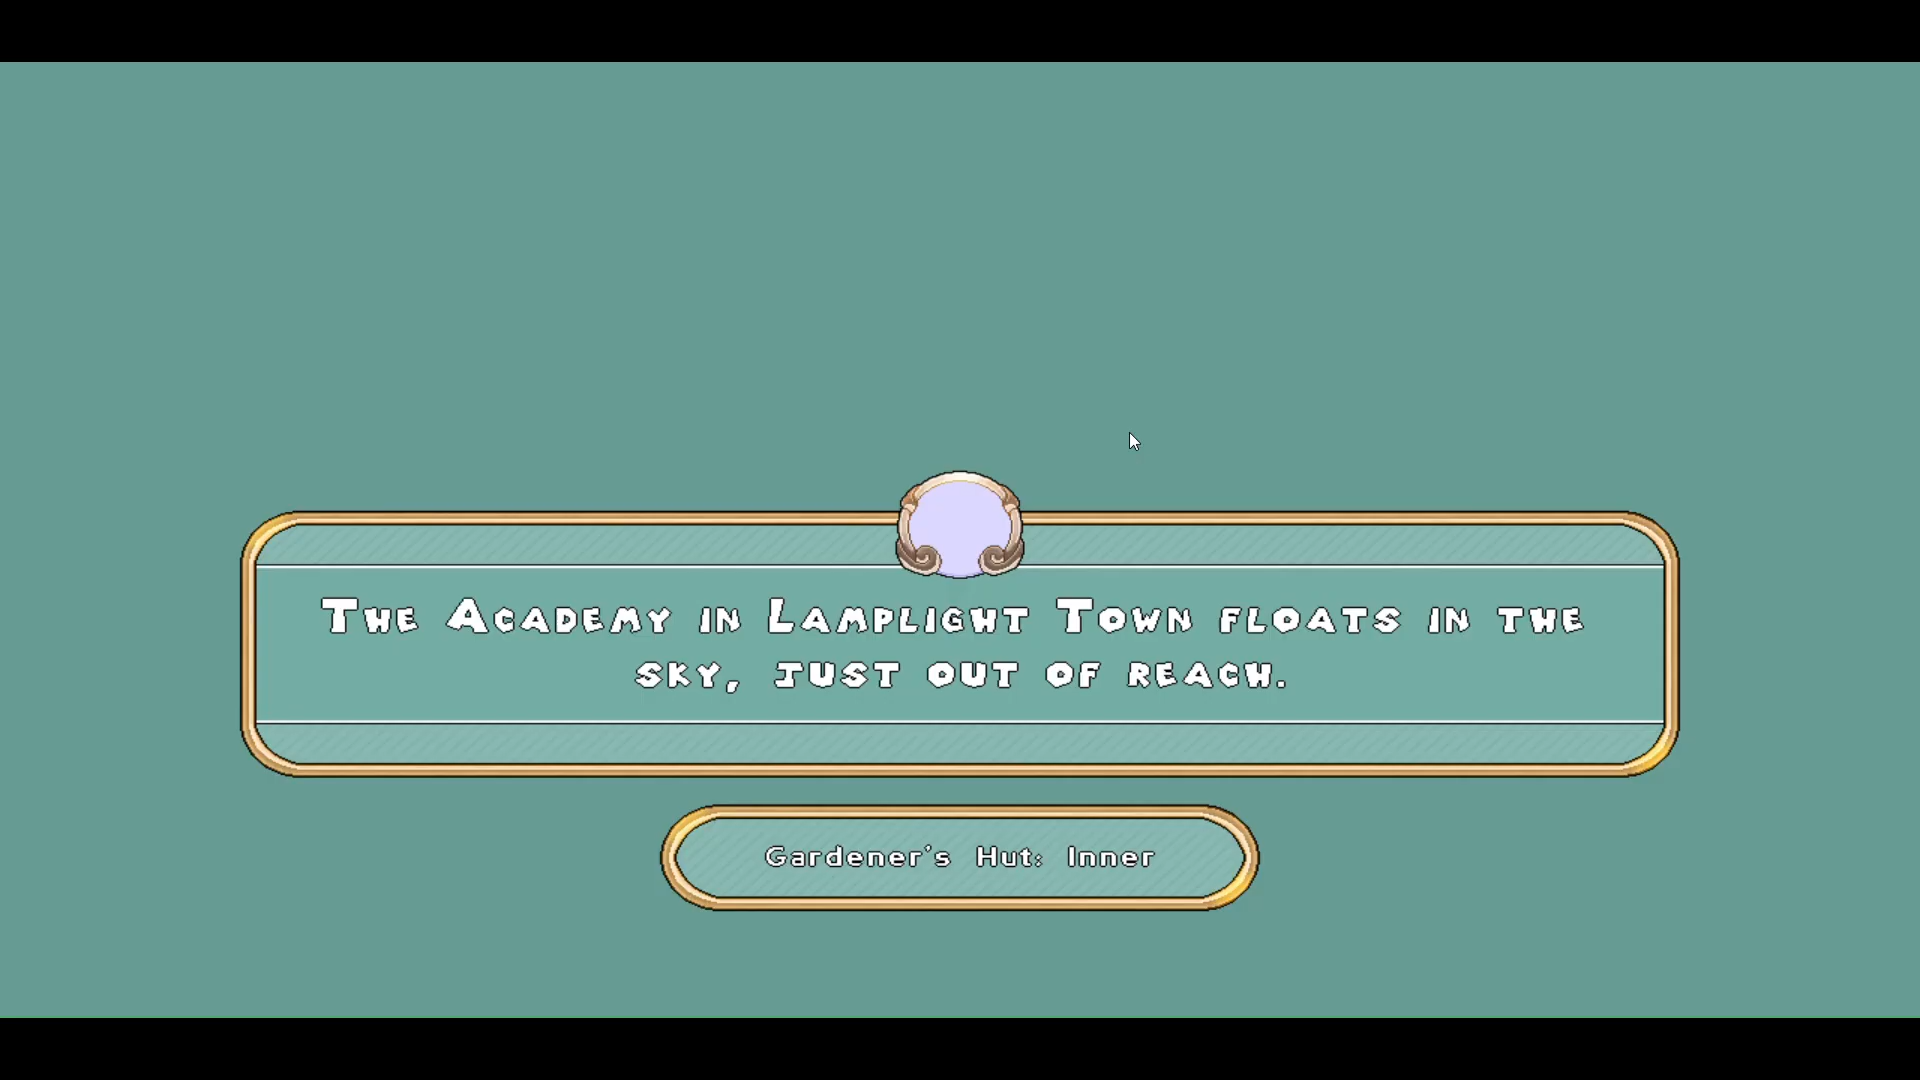 The Academy in Lamplight Town floats in the
sky, just out of reach.
Gardener's Hut: Inner